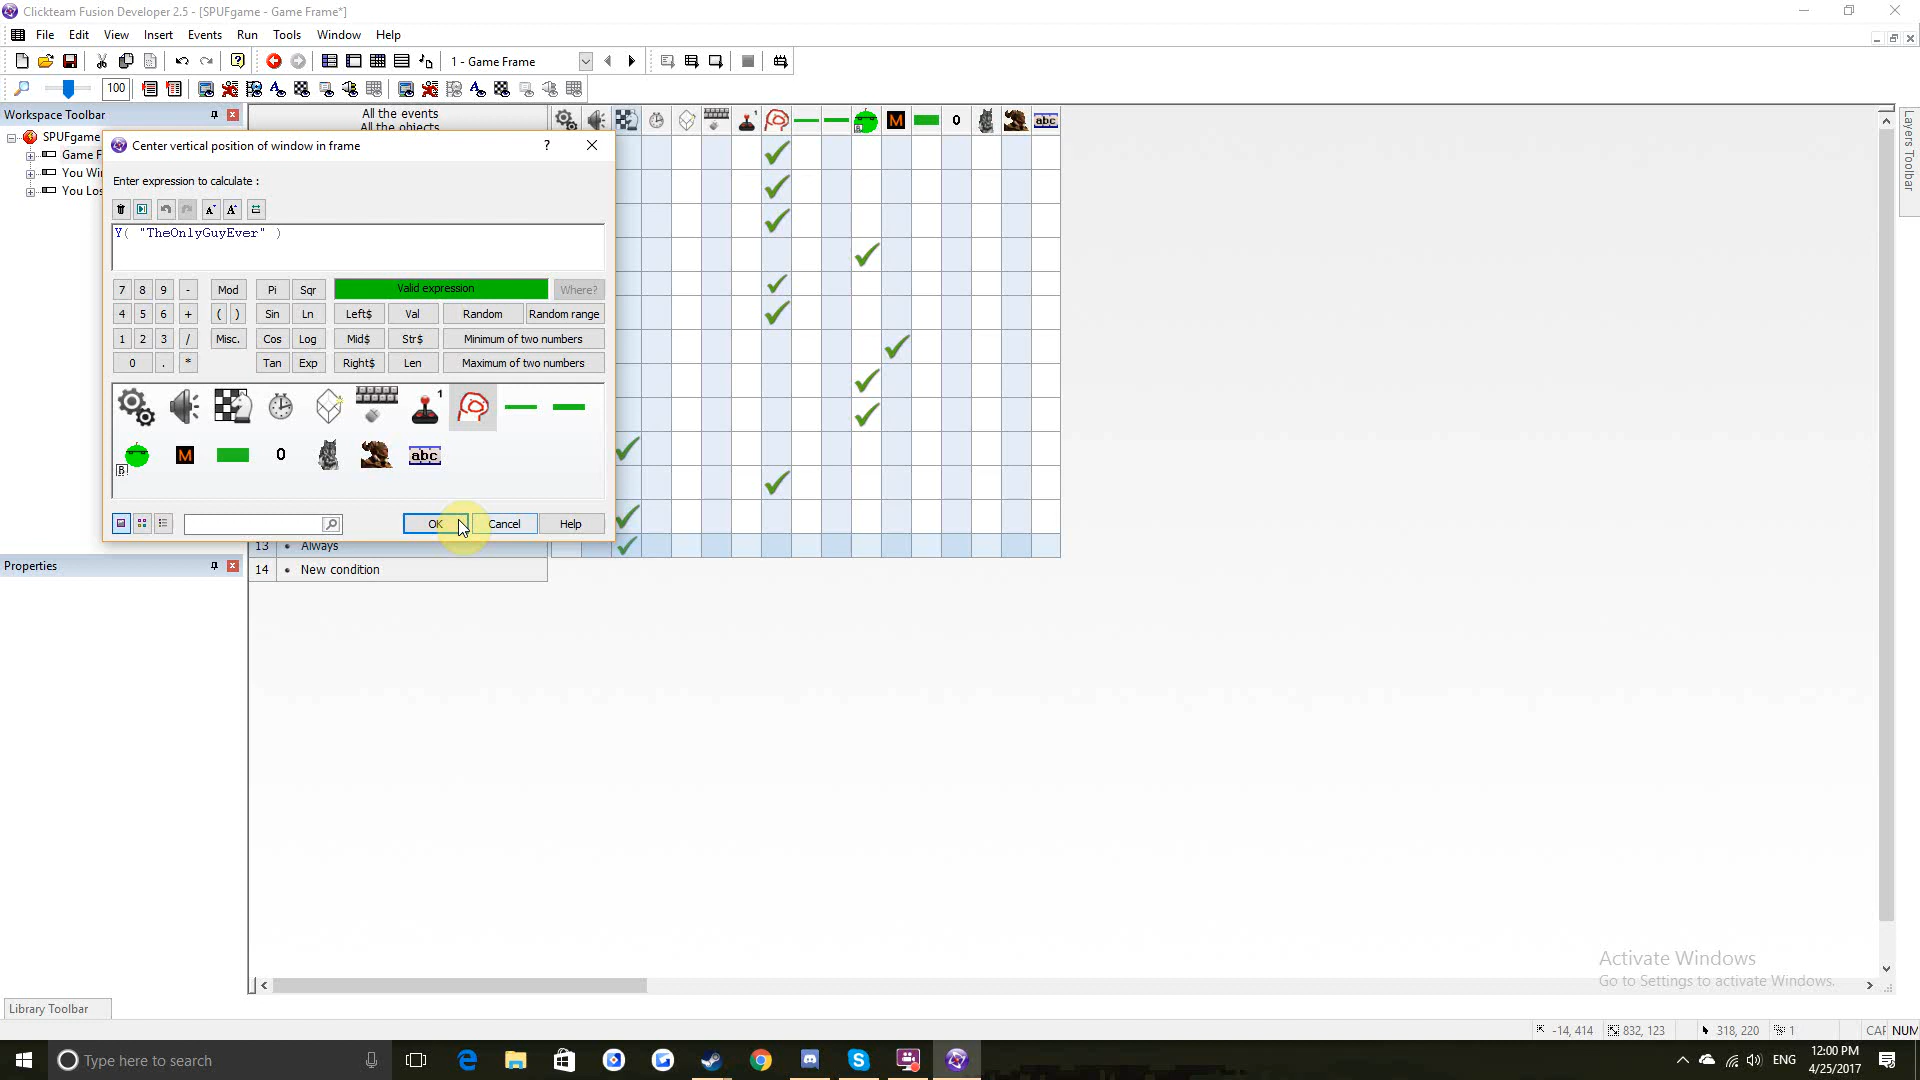 Clickteam Fusion Developer 2.5 - [SPUFgame - Game Frame*]
File Edit View Insert Events Run Tools Window Help
1 - Game Frame
100
Workspace Toolbar
All the events
All the objects
SPUFgame
Game F
You Wi
You Los
Center vertical position of window in frame
?
Enter expression to calculate :
Y( "TheOnlyGuyEver" )
7 8 9 - Mod Pi Sqr Valid expression Where?
4 5 6 + ( ) Sin Ln Left$ Val Random Random range
1 2 3 / Misc. Cos Log Mid$ Str$ Minimum of two numbers
0 . * Tan Exp Right$ Len Maximum of two numbers
1
B M 0 abc
OK Cancel Help
B M 0 abc
13 • Always
14 • New condition
Properties
Layers Toolbar
Activate Windows
Go to Settings to activate Windows.
Library Toolbar
-14, 414 832, 123 318, 220 1 CAP NUM
Type here to search
ENG
12:00 PM
4/25/2017